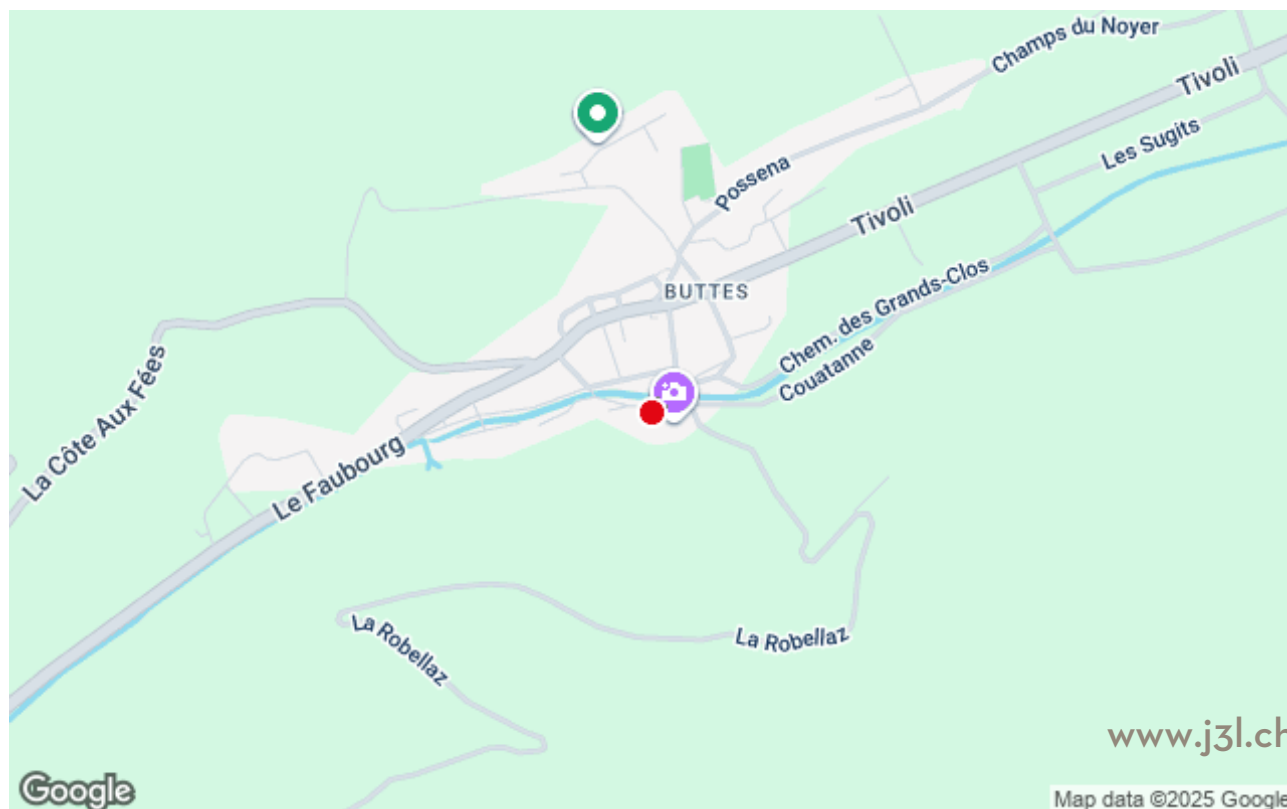 Champs du Noyer
Tivoli
Les Sugits
Possena
Tivoli
BUTTES
Chem. des Grands-Clos
Couatanne
La Côte Aux Fées
Le Faubourg
La Robellaz
La Robellaz
www.j3l.ch
Google
Map data ©2025 Google